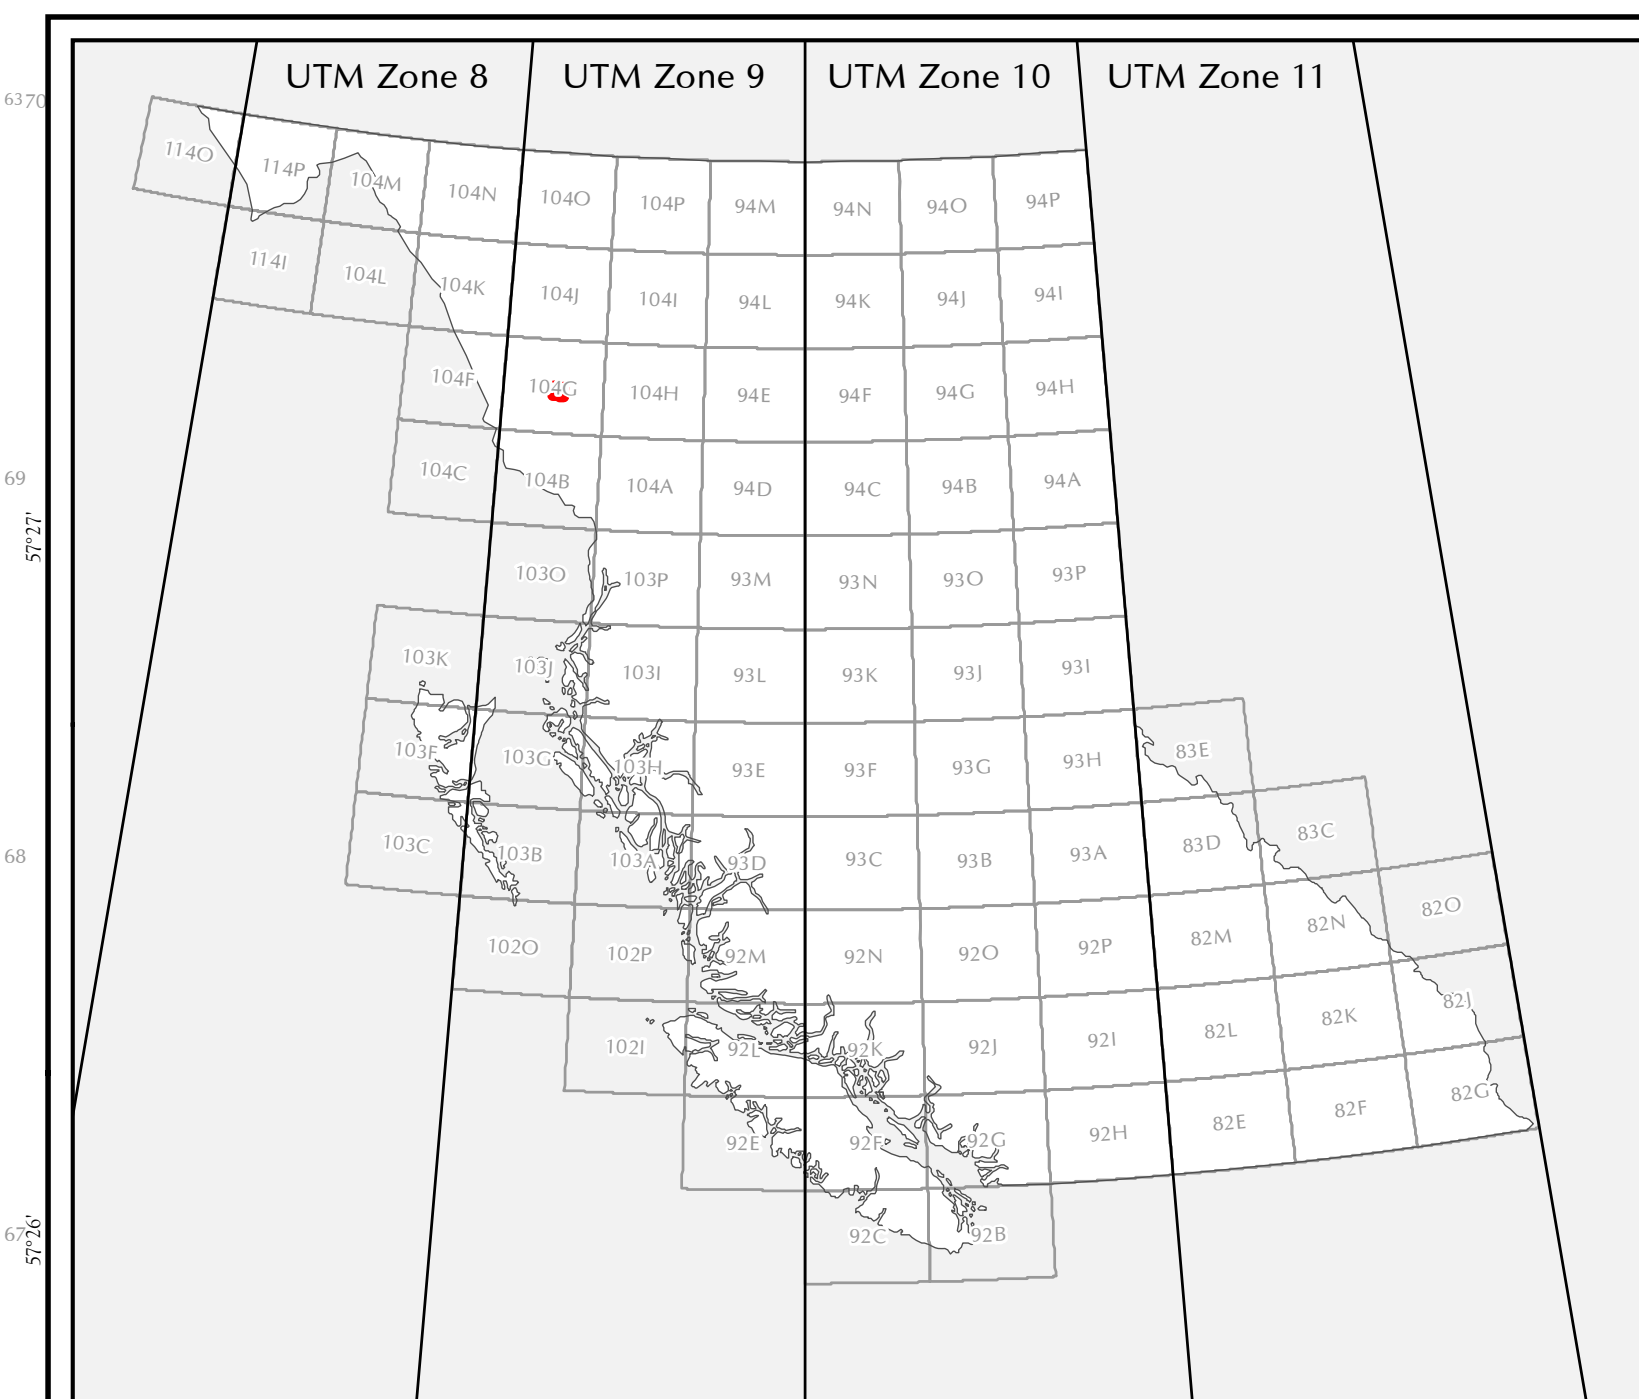 UTM Zone 8 UTM Zone 9 UTM Zone 10 UTM Zone 11
6370
114O 114P 104M 104N 104O 104P 94M 94N 94O 94P
114I 104L 104K 104J 104I 94L 94K 94J 94I
104F 104G 104H 94E 94F 94G 94H
69
104C 104B 104A 94D 94C 94B 94A
57°27'
103O 103P 93M 93N 93O 93P
103K 103J 103I 93L 93K 93J 93I
103F 103G 103H 93E 93F 93G 93H 83E
68
103C 103B 103A 93D 93C 93B 93A 83D 83C
102O 102P 92M 92N 92O 92P 82M 82N 82O
102I 92L 92K 92J 92I 82L 82K 82J
92E 92F 92G 92H 82E 82F 82G
67
57°26'
92C 92B